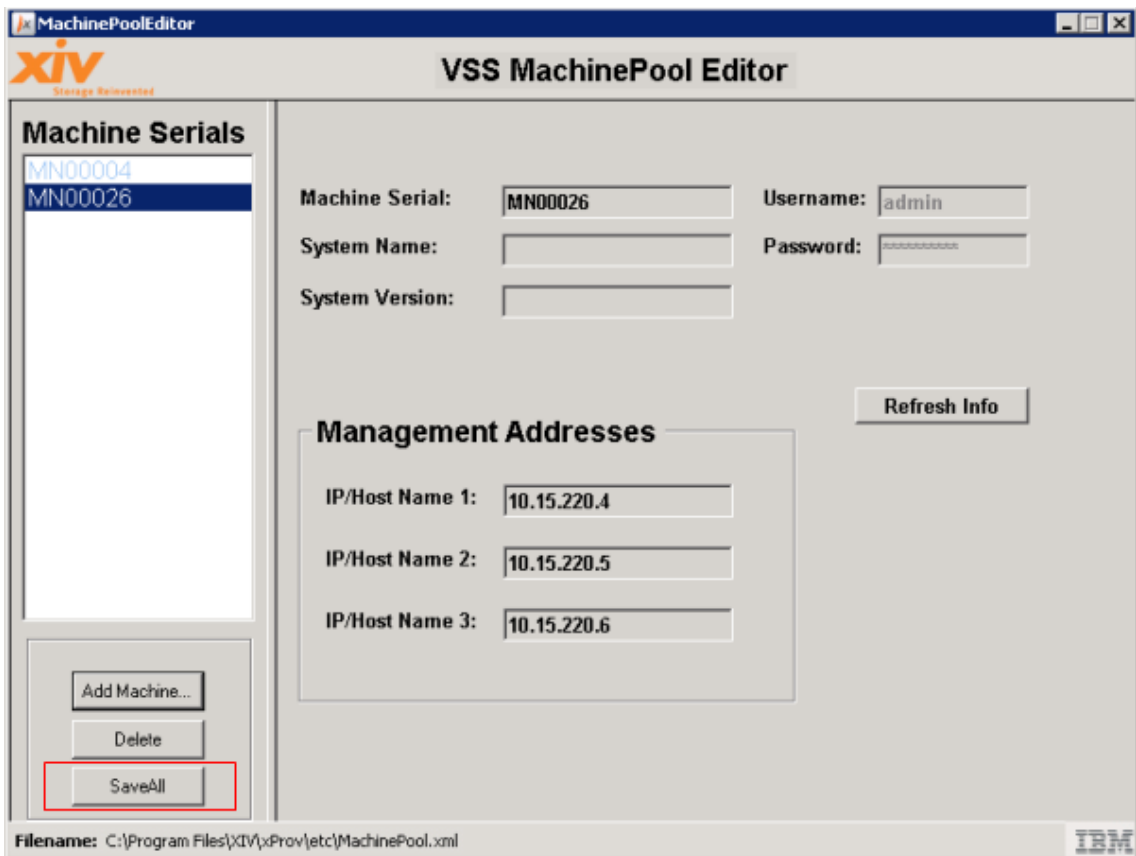 MachinePoolEditor
XIV
Storage Reinvented
VSS MachinePool Editor
Machine Serials
MN00004
MN00026
Machine Serial: MN00026
Username: admin
System Name:
Password: **********
System Version:
Refresh Info
Management Addresses
IP/Host Name 1: 10.15.220.4
IP/Host Name 2: 10.15.220.5
IP/Host Name 3: 10.15.220.6
Add Machine...
Delete
SaveAll
Filename: C:\Program Files\XIV\xProv\etc\MachinePool.xml
IBM